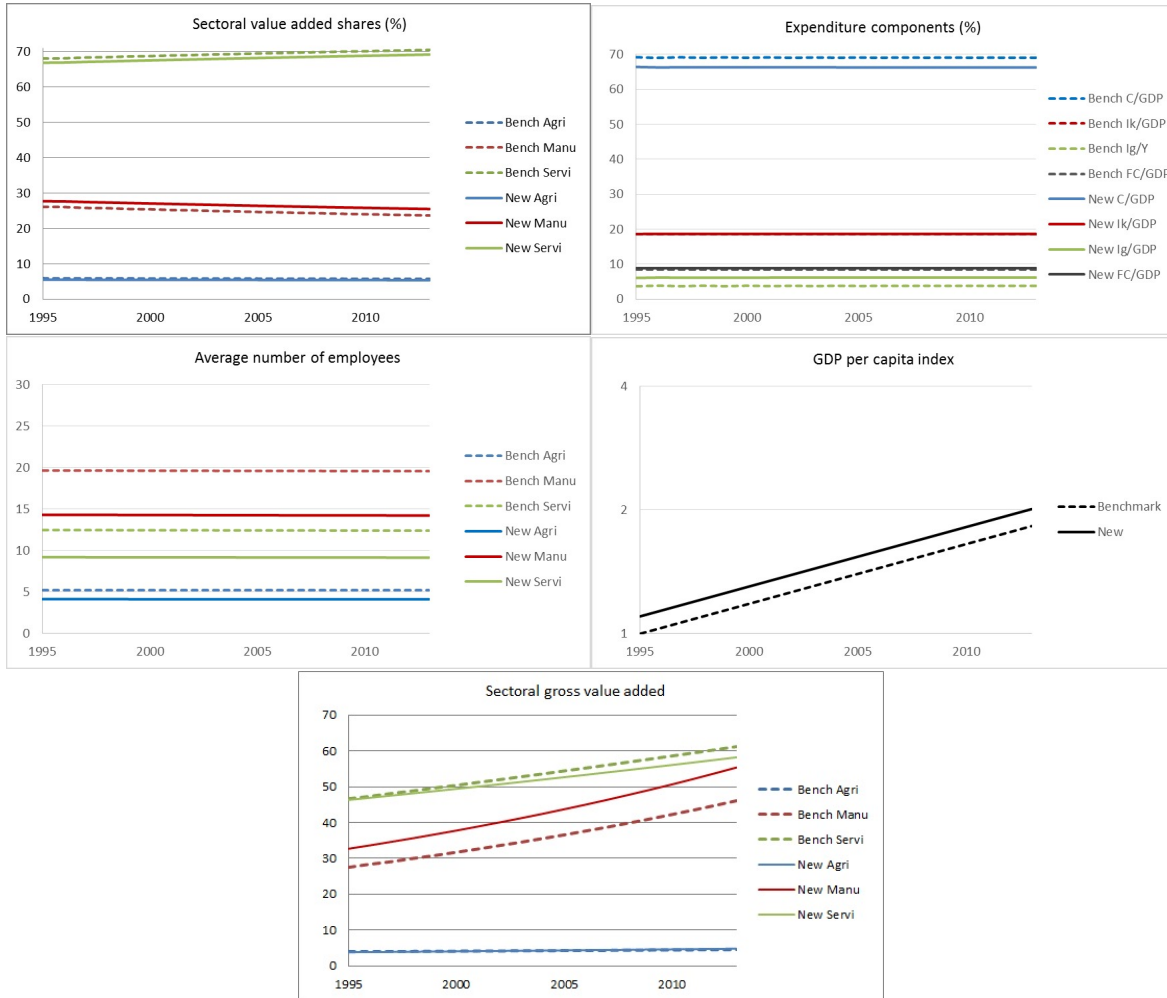 Sectoral value added shares (%)
70
60
50
40
30
20
10
0
1995 2000 2005 2010
Bench Agri
Bench Manu
Bench Servi
New Agri
New Manu
New Servi
Expenditure components (%)
70
60
50
40
30
20
10
0
1995 2000 2005 2010
Bench C/GDP
Bench Ik/GDP
Bench Ig/Y
Bench FC/GDP
New C/GDP
New Ik/GDP
New Ig/GDP
New FC/GDP
Average number of employees
30
25
20
15
10
5
0
1995 2000 2005 2010
Bench Agri
Bench Manu
Bench Servi
New Agri
New Manu
New Servi
GDP per capita index
4
2
1
1995 2000 2005 2010
Benchmark
New
Sectoral gross value added
70
60
50
40
30
20
10
0
1995 2000 2005 2010
Bench Agri
Bench Manu
Bench Servi
New Agri
New Manu
New Servi